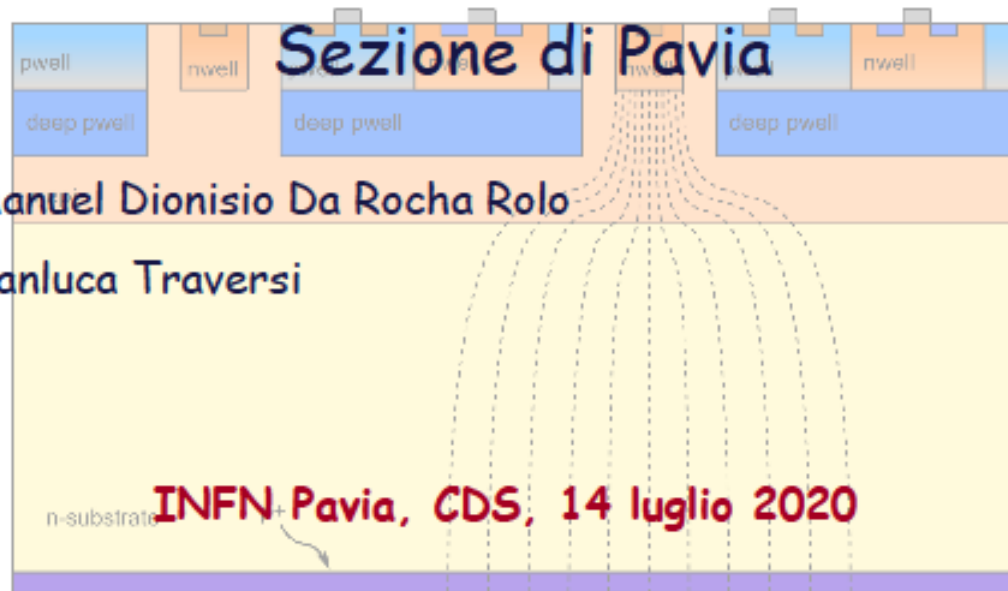 Sezione di Pavia
pwell
nwell
nwell
nwell
deep pwell
deep pwell
deep pwell
anuel Dionisio Da Rocha Rolo
anluca Traversi
INFN Pavia, CDS, 14 luglio 2020
n-substrate